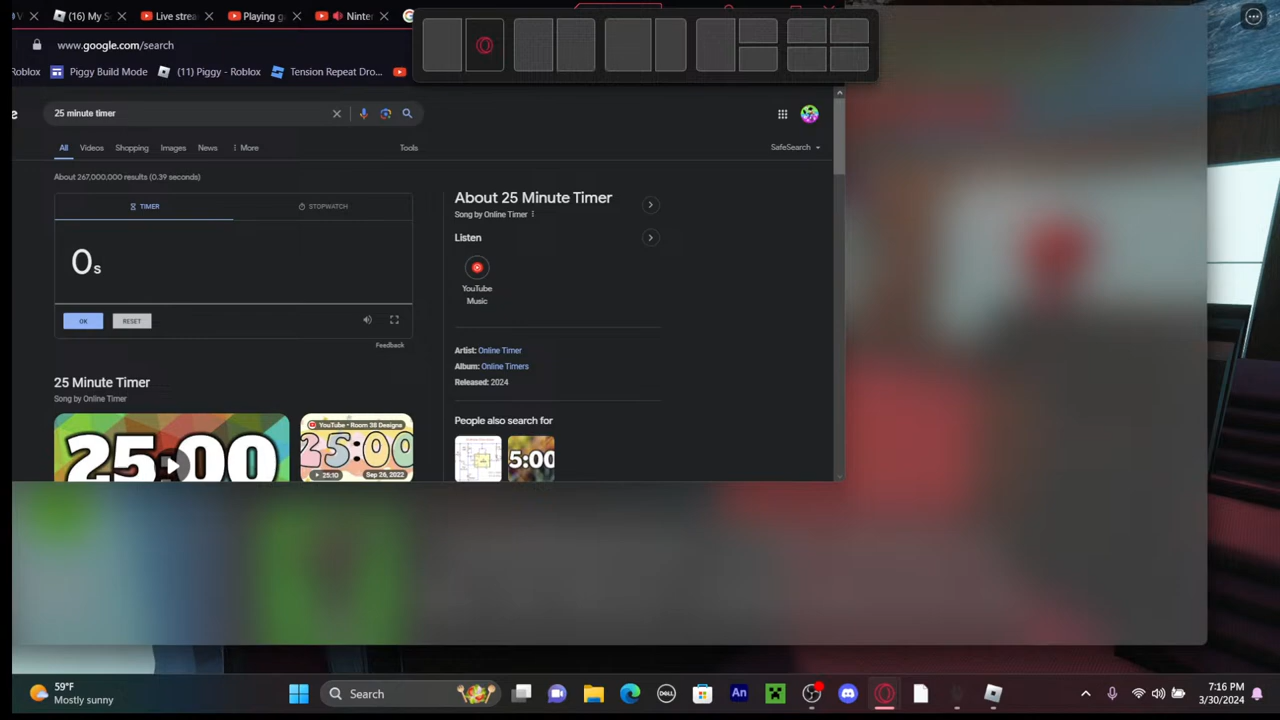 (16) My S
Live strea
Playing g
Ninter
www.google.com/search
Roblox
Piggy Build Mode
(11) Piggy - Roblox
Tension Repeat Dro...
e
25 minute timer
All
Videos
Shopping
Images
News
More
Tools
SafeSearch
About 267,000,000 results (0.39 seconds)
TIMER
STOPWATCH
0s
OK
RESET
Feedback
About 25 Minute Timer
Song by Online Timer
Listen
YouTube
Music
Artist: Online Timer
Album: Online Timers
Released: 2024
People also search for
5:00
25 Minute Timer
Song by Online Timer
25:00
YouTube • Room 38 Designs
25:00
25:10
Sep 26, 2022
59°F
Mostly sunny
Search
DELL
An
7:16 PM
3/30/2024